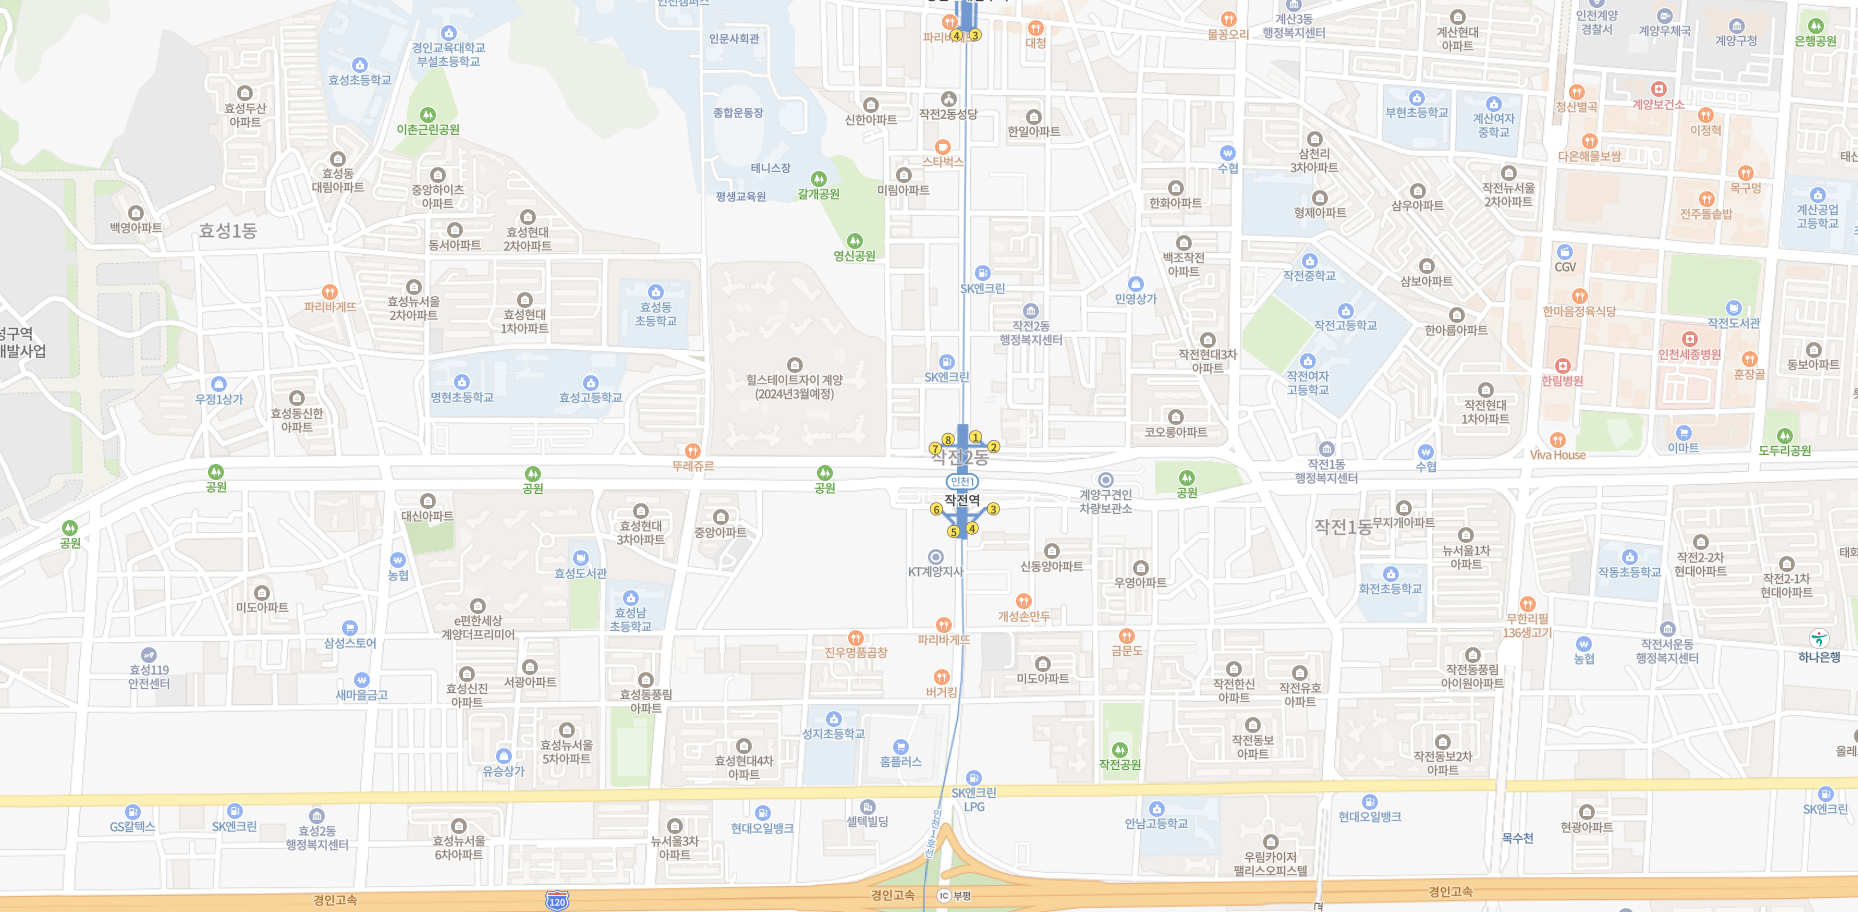 인문사회관
4
3
대청
물꽁오리
계산3동
행정복지센터
계산현대
아파트
인천계양
경찰서
계양우체국
계양구청
은행공원
경인교육대학교
부설초등학교
효성초등학교
효성두산
아파트
이촌근린공원
종합운동장
신한아파트
작전2동성당
한일아파트
부현초등학교
계산여자
중학교
청산별곡
계양보건소
이정혁
스타벅스
테니스장
평생교육원
갈개공원
미림아파트
수협
삼천리
3차아파트
다은해물보쌈
효성동
대림아파트
중앙하이츠
아파트
한화아파트
형제아파트
삼우아파트
작전뉴서울
2차아파트
목구멍
전주돌솥밥
계산공업
고등학교
백영아파트
효성1동
동서아파트
효성현대
2차아파트
영신공원
백조작전
아파트
작전중학교
삼보아파트
CGV
SK엔크린
민영상가
파리바게뜨
효성뉴서울
2차아파트
효성현대
1차아파트
효성동
초등학교
작전2동
행정복지센터
작전고등학교
한아름아파트
한마음정육식당
작전도서관
힐스테이트자이 계양
(2024년3월예정)
SK엔크린
작전현대3차
아파트
작전여자
고등학교
한림병원
인천세종병원
훈장골
동보아파트
우정1상가
효성동신한
아파트
명현초등학교
효성고등학교
코오롱아파트
작전현대
1차아파트
7
8
1
2
작전2동
뚜레쥬르
작전1동
행정복지센터
수협
Viva House
이마트
도두리공원
공원
공원
공원
인천1
작전역
계양구견인
차량보관소
공원
6
5
4
3
공원
대신아파트
효성현대
3차아파트
중앙아파트
작전1동
무지개아파트
뉴서울1차
아파트
작동초등학교
작전2-2차
현대아파트
작전2-1차
현대아파트
농협
효성도서관
KT계양지사
신동양아파트
우영아파트
화전초등학교
미도아파트
e편한세상
계양더프리미어
효성남
초등학교
개성손만두
무한리필
136생고기
삼성스토어
진우명품곱창
파리바게뜨
금문도
농협
작전서운동
행정복지센터
하나은행
효성119
안전센터
새마을금고
효성신진
아파트
서광아파트
효성동풍림
아파트
버거킹
미도아파트
작전한신
아파트
작전유호
아파트
작전동풍림
아이원아파트
유승상가
효성뉴서울
5차아파트
효성현대4차
아파트
성지초등학교
홈플러스
작전공원
작전동보
아파트
작전동보2차
아파트
SK엔크린
LPG
GS칼텍스
SK엔크린
효성2동
행정복지센터
효성뉴서울
6차아파트
뉴서울3차
아파트
현대오일뱅크
셀텍빌딩
인천1호선
안남고등학교
우림카이저
팰리스오피스텔
현대오일뱅크
목수천
현광아파트
SK엔크린
경인고속
120
경인고속
IC 부평
경인고속